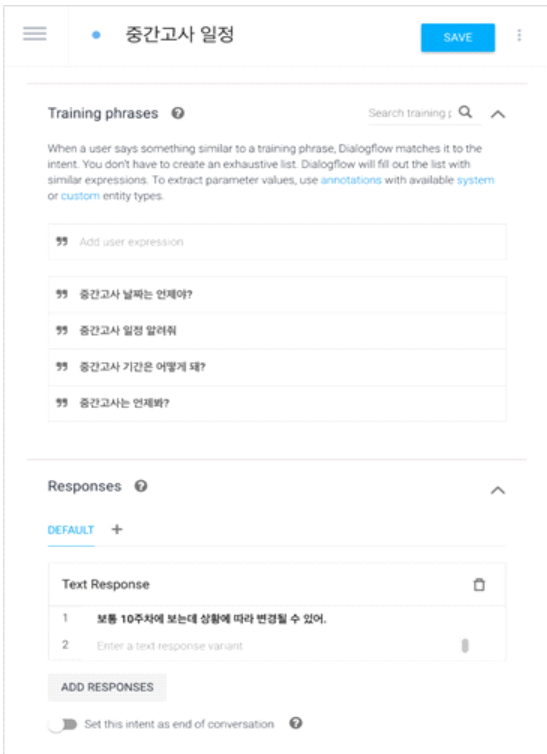 중간고사 일정
SAVE
Training phrases
Search training p
When a user says something similar to a training phrase, Dialogflow matches it to the
intent. You don't have to create an exhaustive list. Dialogflow will fill out the list with
similar expressions. To extract parameter values, use annotations with available system
or custom entity types.
Add user expression
중간고사 날짜는 언제야?
중간고사 일정 알려줘
중간고사 기간은 어떻게 돼?
중간고사는 언제봐?
Responses
DEFAULT +
Text Response
1 보통 10주차에 보는데 상황에 따라 변경될 수 있어.
2 Enter a text response variant
ADD RESPONSES
Set this intent as end of conversation